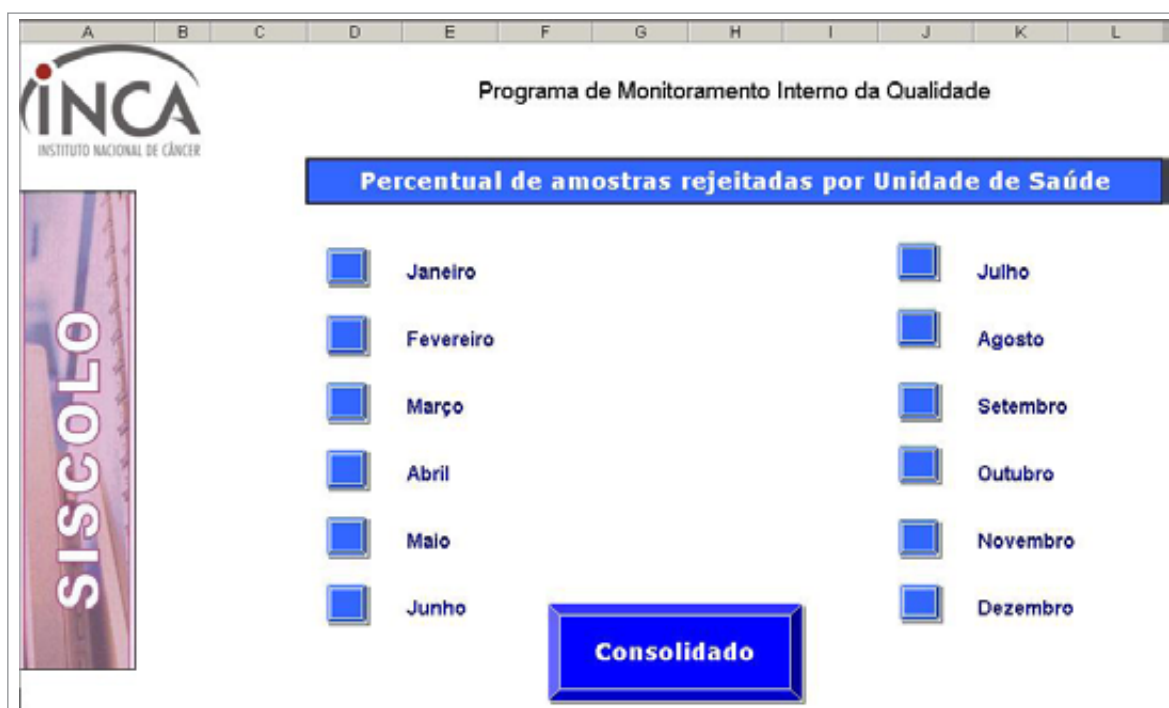 A B C D E F G H I J K L
INCA
INSTITUTO NACIONAL DE CÂNCER
Programa de Monitoramento Interno da Qualidade
Percentual de amostras rejeitadas por Unidade de Saúde
SISCOLO
Janeiro
Fevereiro
Março
Abril
Maio
Junho
Julho
Agosto
Setembro
Outubro
Novembro
Dezembro
Consolidado